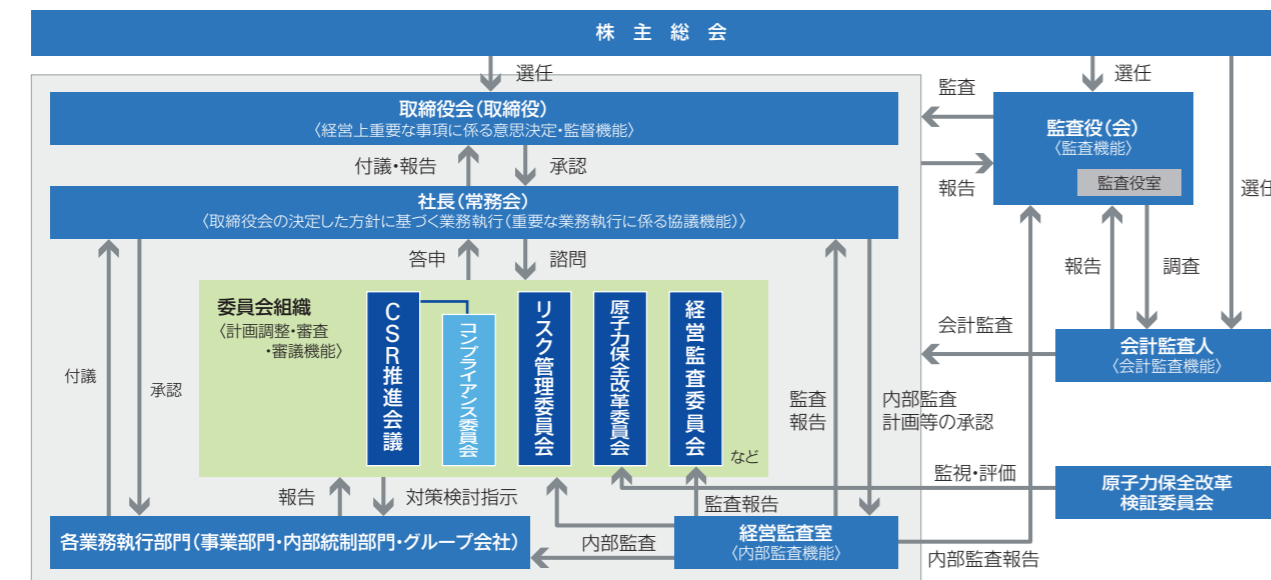 株主総会
選任
選任
選任
取締役会(取締役)
〈経営上重要な事項に係る意思決定・監督機能〉
監査
監査役(会)
〈監査機能〉
監査役室
付議・報告
承認
報告
社長(常務会)
〈取締役会の決定した方針に基づく業務執行(重要な業務執行に係る協議機能)〉
答申
諮問
報告
調査
委員会組織
〈計画調整・審査
・審議機能〉
CSR推進会議
コンプライアンス委員会
リスク管理委員会
原子力保全改革委員会
経営監査委員会
など
会計監査
会計監査人
〈会計監査機能〉
付議
承認
監査
報告
内部監査
計画等の承認
監視・評価
原子力保全改革
検証委員会
報告
対策検討指示
監査報告
各業務執行部門(事業部門・内部統制部門・グループ会社)
内部監査
経営監査室
〈内部監査機能〉
内部監査報告